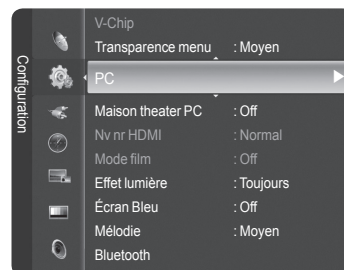 Configuration
V-Chip
Transparence menu : Moyen
PC
Maison theater PC : Off
Nv nr HDMI : Normal
Mode film : Off
Effet lumière : Toujours
Écran Bleu : Off
Mélodie : Moyen
Bluetooth